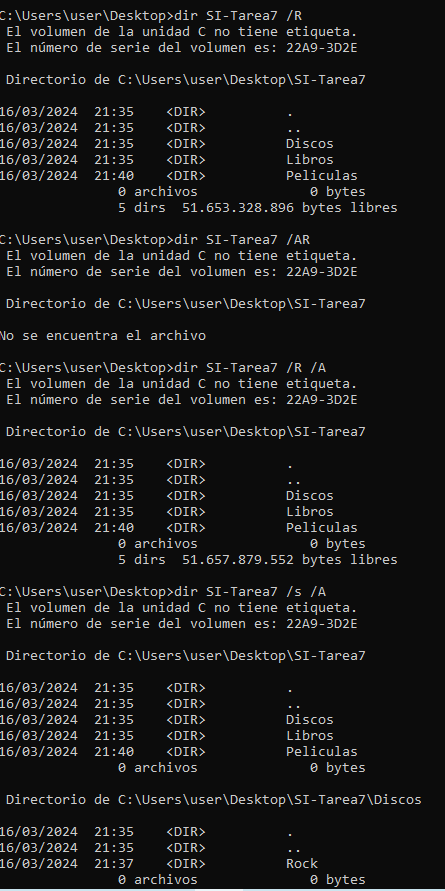 C:\Users\user\Desktop>dir SI-Tarea7 /R
 El volumen de la unidad C no tiene etiqueta.
 El número de serie del volumen es: 22A9-3D2E

 Directorio de C:\Users\user\Desktop\SI-Tarea7

16/03/2024  21:35    <DIR>          .
16/03/2024  21:35    <DIR>          ..
16/03/2024  21:35    <DIR>          Discos
16/03/2024  21:35    <DIR>          Libros
16/03/2024  21:40    <DIR>          Peliculas
               0 archivos              0 bytes
               5 dirs  51.653.328.896 bytes libres

C:\Users\user\Desktop>dir SI-Tarea7 /AR
 El volumen de la unidad C no tiene etiqueta.
 El número de serie del volumen es: 22A9-3D2E

 Directorio de C:\Users\user\Desktop\SI-Tarea7

No se encuentra el archivo

C:\Users\user\Desktop>dir SI-Tarea7 /R /A
 El volumen de la unidad C no tiene etiqueta.
 El número de serie del volumen es: 22A9-3D2E

 Directorio de C:\Users\user\Desktop\SI-Tarea7

16/03/2024  21:35    <DIR>          .
16/03/2024  21:35    <DIR>          ..
16/03/2024  21:35    <DIR>          Discos
16/03/2024  21:35    <DIR>          Libros
16/03/2024  21:40    <DIR>          Peliculas
               0 archivos              0 bytes
               5 dirs  51.657.879.552 bytes libres

C:\Users\user\Desktop>dir SI-Tarea7 /s /A
 El volumen de la unidad C no tiene etiqueta.
 El número de serie del volumen es: 22A9-3D2E

 Directorio de C:\Users\user\Desktop\SI-Tarea7

16/03/2024  21:35    <DIR>          .
16/03/2024  21:35    <DIR>          ..
16/03/2024  21:35    <DIR>          Discos
16/03/2024  21:35    <DIR>          Libros
16/03/2024  21:40    <DIR>          Peliculas
               0 archivos              0 bytes

 Directorio de C:\Users\user\Desktop\SI-Tarea7\Discos

16/03/2024  21:35    <DIR>          .
16/03/2024  21:35    <DIR>          ..
16/03/2024  21:37    <DIR>          Rock
               0 archivos              0 bytes